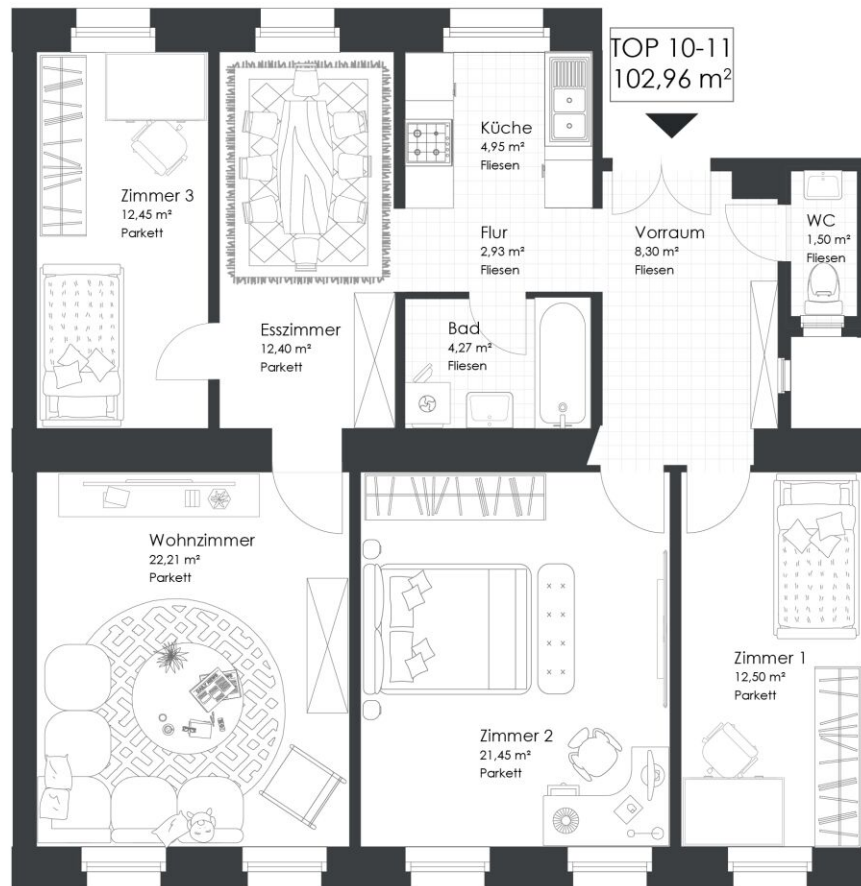 TOP 10-11
102,96 m²
Küche
4,95 m²
Fliesen
Zimmer 3
12,45 m²
Parkett
Flur
2,93 m²
Fliesen
Vorraum
8,30 m²
Fliesen
WC
1,50 m²
Fliesen
Esszimmer
12,40 m²
Parkett
Bad
4,27 m²
Fliesen
Wohnzimmer
22,21 m²
Parkett
Zimmer 2
21,45 m²
Parkett
Zimmer 1
12,50 m²
Parkett